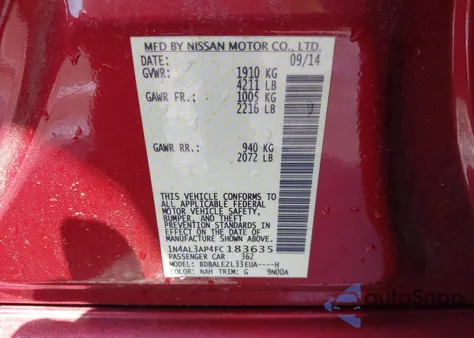 MFD BY NISSAN MOTOR CO., LTD.
DATE: 09/14
GVWR: 1910 KG
4211 LB
GAWR FR.: 1005 KG
2216 LB
GAWR RR.: 940 KG
2072 LB
THIS VEHICLE CONFORMS TO
ALL APPLICABLE FEDERAL
MOTOR VEHICLE SAFETY,
BUMPER, AND THEFT
PREVENTION STANDARDS IN
EFFECT ON THE DATE OF
MANUFACTURE SHOWN ABOVE.
1N4AL3AP4FC183635
PASSENGER CAR 362
MODEL: BDBALEZL33EUA----H
COLOR: NAH TRIM: G 9N00A
autosnap